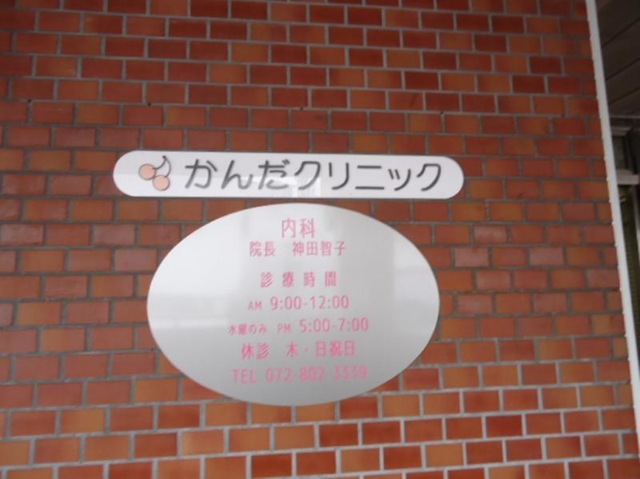 かんだクリニック
内科
院長 神田智子
診療時間
AM 9:00-12:00
水曜のみ PM 5:00-7:00
休診 木・日祝日
TEL 072-802-3339